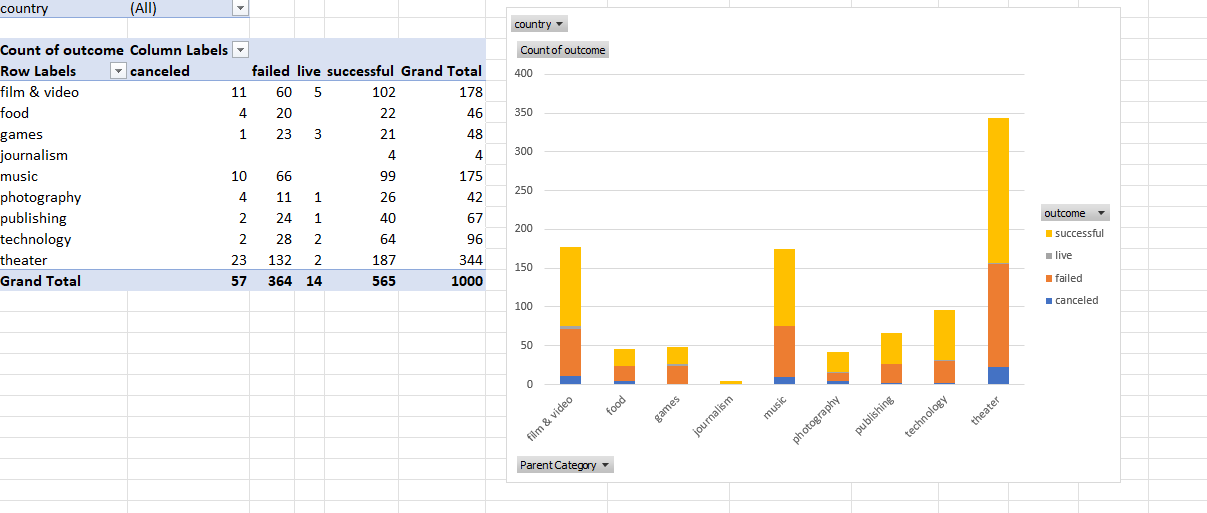 country (All)
Count of outcome Column Labels
Row Labels canceled failed live successful Grand Total
film & video 11 60 5 102 178
food 4 20 22 46
games 1 23 3 21 48
journalism 4 4
music 10 66 99 175
photography 4 11 1 26 42
publishing 2 24 1 40 67
technology 2 28 2 64 96
theater 23 132 2 187 344
Grand Total 57 364 14 565 1000
country
Count of outcome
400
350
300
250
200
150
100
50
0
film & video
food
games
journalism
music
photography
publishing
technology
theater
Parent Category
outcome
successful
live
failed
canceled